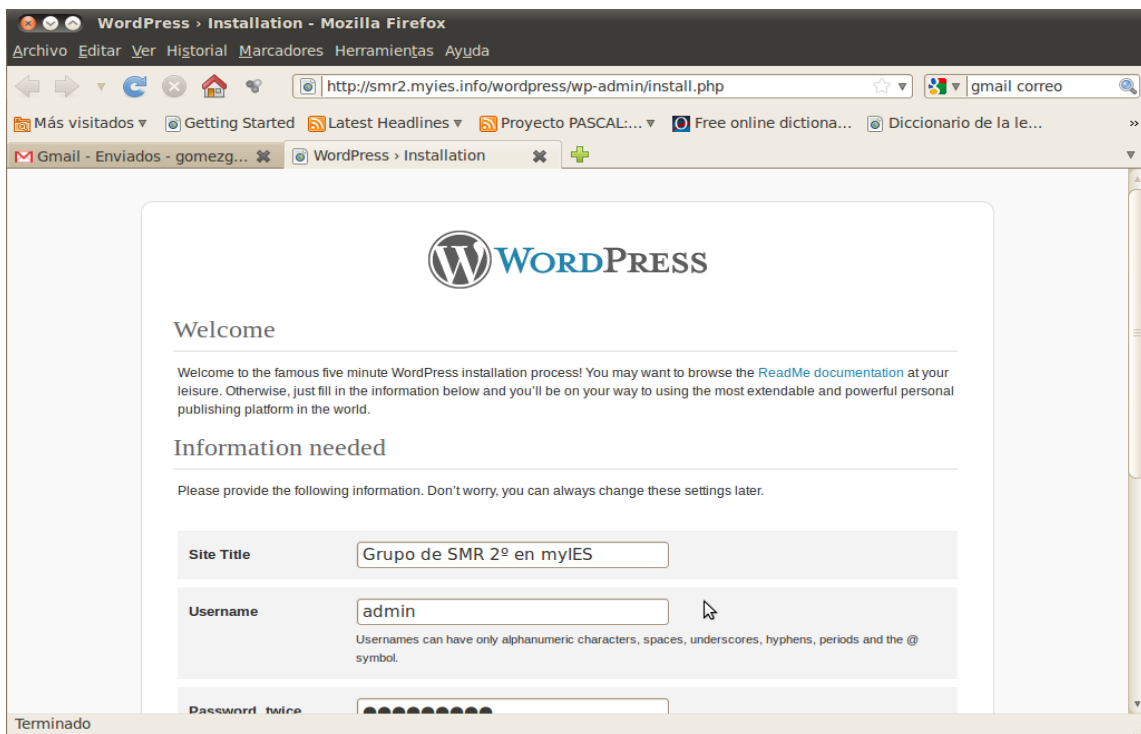 WordPress › Installation - Mozilla Firefox
Archivo Editar Ver Historial Marcadores Herramientas Ayuda
http://smr2.myies.info/wordpress/wp-admin/install.php gmail correo
Más visitados Getting Started Latest Headlines Proyecto PASCAL:... Free online dictiona... Diccionario de la le... »
Gmail - Enviados - gomezg... WordPress › Installation
WORDPRESS
Welcome
Welcome to the famous five minute WordPress installation process! You may want to browse the ReadMe documentation at your
leisure. Otherwise, just fill in the information below and you'll be on your way to using the most extendable and powerful personal
publishing platform in the world.
Information needed
Please provide the following information. Don't worry, you can always change these settings later.
Site Title Grupo de SMR 2º en myIES
Username admin
Usernames can have only alphanumeric characters, spaces, underscores, hyphens, periods and the @
symbol.
Password, twice ●●●●●●●●●
Terminado